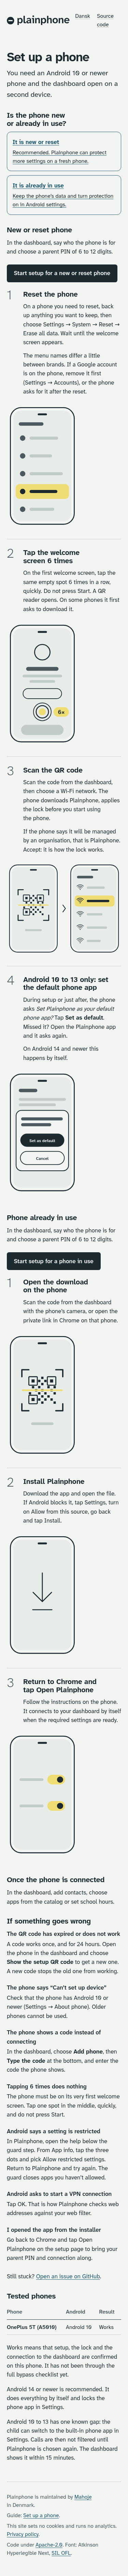 plainphone
Dansk
Source
code
Set up a phone
You need an Android 10 or newer
phone and the dashboard open on a
second device.
Is the phone new
or already in use?
It is new or reset
Recommended. Plainphone can protect
more settings on a fresh phone.
It is already in use
Keep the phone's data and turn protection
on in Android settings.
New or reset phone
In the dashboard, say who the phone is for
and choose a parent PIN of 6 to 12 digits.
Start setup for a new or reset phone
1
Reset the phone
On a phone you need to reset, back
up anything you want to keep, then
choose Settings → System → Reset →
Erase all data. Wait until the welcome
screen appears.
The menu names differ a little
between brands. If a Google account
is on the phone, remove it first
(Settings → Accounts), or the phone
asks for it after the reset.
2
Tap the welcome
screen 6 times
On the first welcome screen, tap the
same empty spot 6 times in a row,
quickly. Do not press Start. A QR
reader opens. On some phones it first
asks to download it.
6×
3
Scan the QR code
Scan the code from the dashboard,
then choose a Wi-Fi network. The
phone downloads Plainphone, applies
the lock before you start using
the phone.
If the phone says it will be managed
by an organisation, that is Plainphone.
Accept: it is how the lock works.
4
Android 10 to 13 only: set
the default phone app
During setup or just after, the phone
asks Set Plainphone as your default
phone app? Tap Set as default.
Missed it? Open the Plainphone app
and it asks again.
On Android 14 and newer this
happens by itself.
Set as default
Cancel
Phone already in use
In the dashboard, say who the phone is for
and choose a parent PIN of 6 to 12 digits.
Start setup for a phone in use
1
Open the download
on the phone
Scan the code from the dashboard
with the phone's camera, or open the
private link in Chrome on that phone.
2
Install Plainphone
Download the app and open the file.
If Android blocks it, tap Settings, turn
on Allow from this source, go back
and tap Install.
3
Return to Chrome and
tap Open Plainphone
Follow the instructions on the phone.
It connects to your dashboard by itself
when the required settings are ready.
Once the phone is connected
In the dashboard, add contacts, choose
apps from the catalog or set school hours.
If something goes wrong
The QR code has expired or does not work
A code works once, and for 24 hours. Open
the phone in the dashboard and choose
Show the setup QR code to get a new one.
A new code stops the old one from working.
The phone says "Can't set up device"
Check that the phone has Android 10 or
newer (Settings → About phone). Older
phones cannot be used.
The phone shows a code instead of
connecting
In the dashboard, choose Add phone, then
Type the code at the bottom, and enter the
code the phone shows.
Tapping 6 times does nothing
The phone must be on its very first welcome
screen. Tap one spot in the middle, quickly,
and do not press Start.
Android says a setting is restricted
In Plainphone, open the help below the
guard step. From App info, tap the three
dots and pick Allow restricted settings.
Return to Plainphone and try again. The
guard closes apps you haven't allowed.
Android asks to start a VPN connection
Tap OK. That is how Plainphone checks web
addresses against your web filter.
I opened the app from the installer
Go back to Chrome and tap Open
Plainphone on the setup page to bring your
parent PIN and connection along.
Still stuck? Open an issue on GitHub.
Tested phones
Phone Android Result
OnePlus 5T (A5010) Android 10 Works
Works means that setup, the lock and the
connection to the dashboard are confirmed
on this phone. It has not been through the
full bypass checklist yet.
Android 14 or newer is recommended. It
does everything by itself and locks the
phone app in Settings.
Android 10 to 13 has one known gap: the
child can switch to the built-in phone app in
Settings. Calls are then not filtered until
Plainphone is chosen again. The dashboard
shows it within 15 minutes.
Plainphone is maintained by Mahoje
in Denmark.
Guide: Set up a phone.
This site sets no cookies and runs no analytics.
Privacy policy.
Code under Apache-2.0. Font: Atkinson
Hyperlegible Next, SIL OFL.